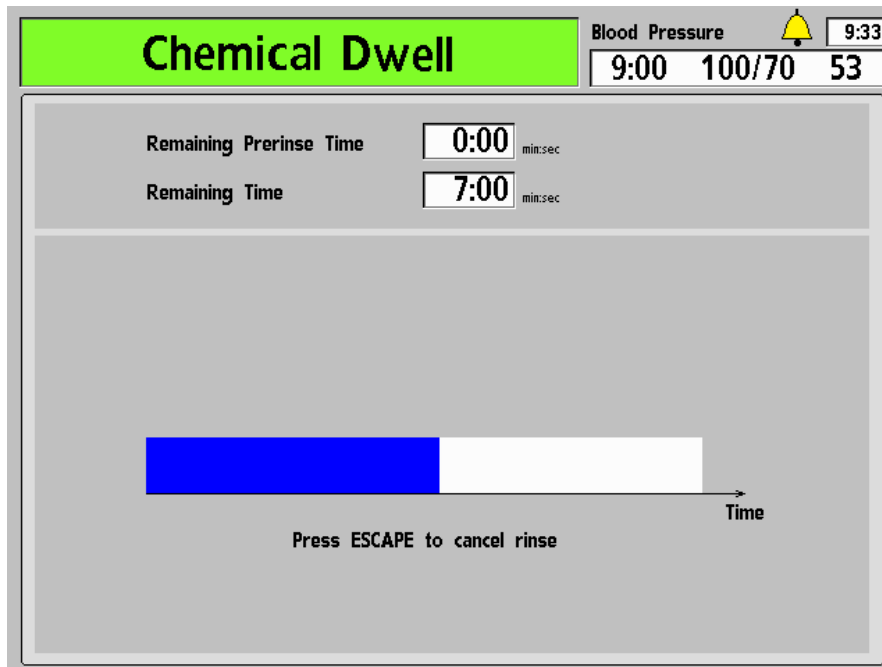 Chemical Dwell
Blood Pressure
9:33
9:00 100/70 53
Remaining Prerinse Time 0:00 min:sec
Remaining Time 7:00 min:sec
Time
Press ESCAPE to cancel rinse